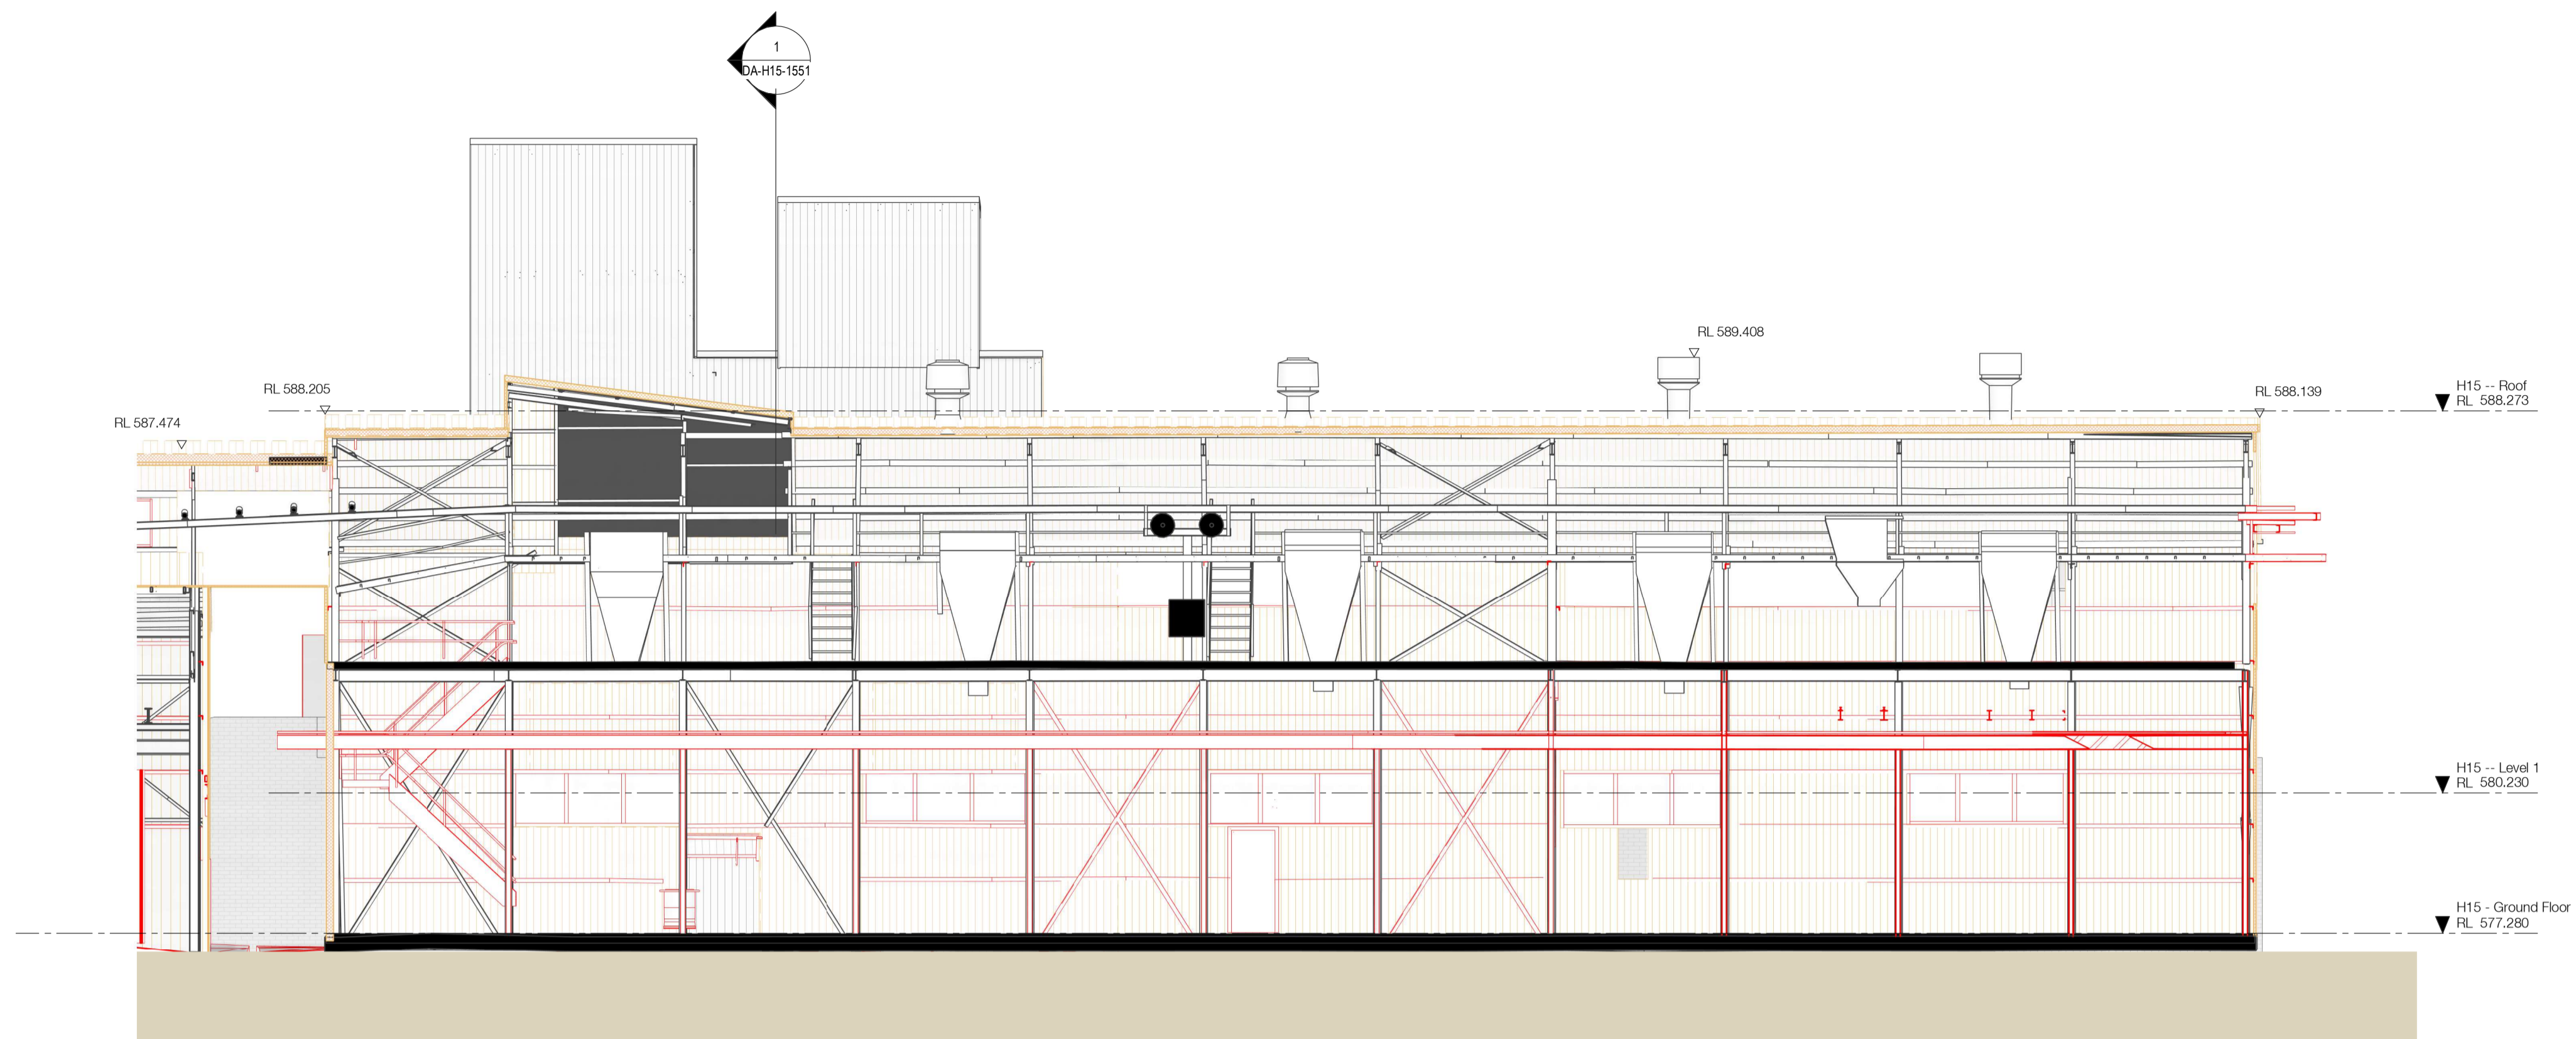 1
DA-H15-1551
RL 589.408
RL 588.205
RL 587.474
RL 588.139
H15 -- Roof
RL 588.273
H15 -- Level 1
RL 580.230
H15 - Ground Floor
RL 577.280